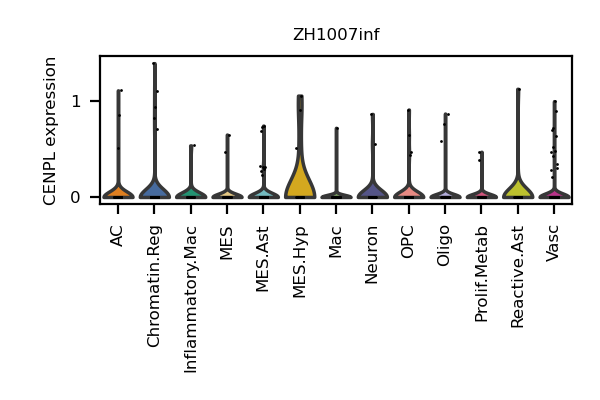 ZH1007inf
CENPL expression
1
0
AC
Chromatin.Reg
Inflammatory.Mac
MES
MES.Ast
MES.Hyp
Mac
Neuron
OPC
Oligo
Prolif.Metab
Reactive.Ast
Vasc